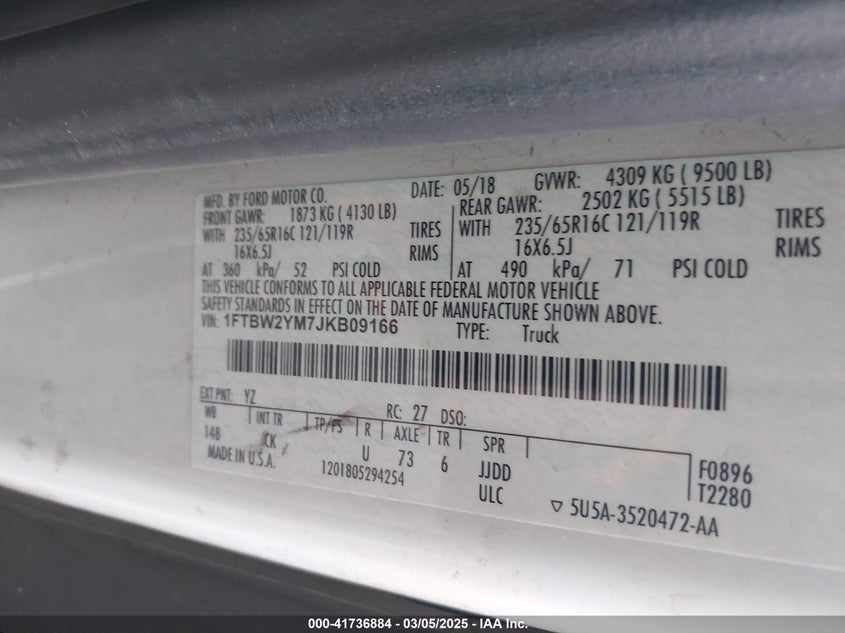 MFD. BY FORD MOTOR CO. DATE: 05/18 GVWR: 4309 KG ( 9500 LB)
FRONT GAWR: 1873 KG ( 4130 LB) REAR GAWR: 2502 KG ( 5515 LB)
WITH 235/65R16C 121/119R TIRES WITH 235/65R16C 121/119R TIRES
16X6.5J RIMS 16X6.5J RIMS
AT 360 kPa/ 52 PSI COLD AT 490 kPa/ 71 PSI COLD
THIS VEHICLE CONFORMS TO ALL APPLICABLE FEDERAL MOTOR VEHICLE
SAFETY STANDARDS IN EFFECT ON THE DATE OF MANUFACTURE SHOWN ABOVE.
VIN: 1FTBW2YM7JKB09166 TYPE: Truck
EXT PNT: YZ RC: 27 DSO:
WB INT TR TP/PS R AXLE TR SPR
148 CK U 73 6 JJDD F0896
MADE IN U.S.A. 1201805294254 ULC T2280
▽ 5U5A-3520472-AA
000-41736884 - 03/05/2025 - IAA Inc.